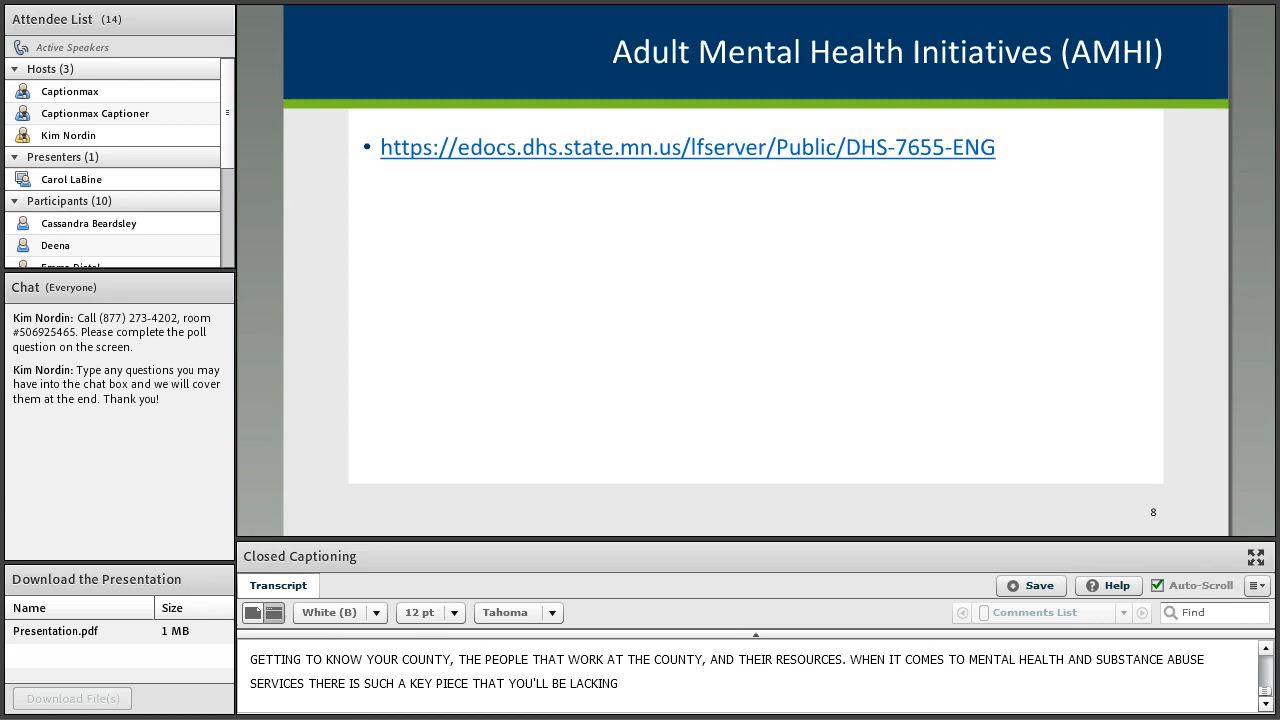 Attendee List (14)
Active Speakers
Hosts (3)
Captionmax
Captionmax Captioner
Kim Nordin
Presenters (1)
Carol LaBine
Participants (10)
Cassandra Beardsley
Deena
Chat (Everyone)
Kim Nordin: Call (877) 273-4202, room
#506925465. Please complete the poll
question on the screen.
Kim Nordin: Type any questions you may
have into the chat box and we will cover
them at the end. Thank you!
Download the Presentation
Name Size
Presentation.pdf 1 MB
Download File(s)
Adult Mental Health Initiatives (AMHI)
• https://edocs.dhs.state.mn.us/lfserver/Public/DHS-7655-ENG
8
Closed Captioning
Transcript Save Help Auto-Scroll
White (B) 12 pt Tahoma Comments List Find
GETTING TO KNOW YOUR COUNTY, THE PEOPLE THAT WORK AT THE COUNTY, AND THEIR RESOURCES. WHEN IT COMES TO MENTAL HEALTH AND SUBSTANCE ABUSE
SERVICES THERE IS SUCH A KEY PIECE THAT YOU'LL BE LACKING